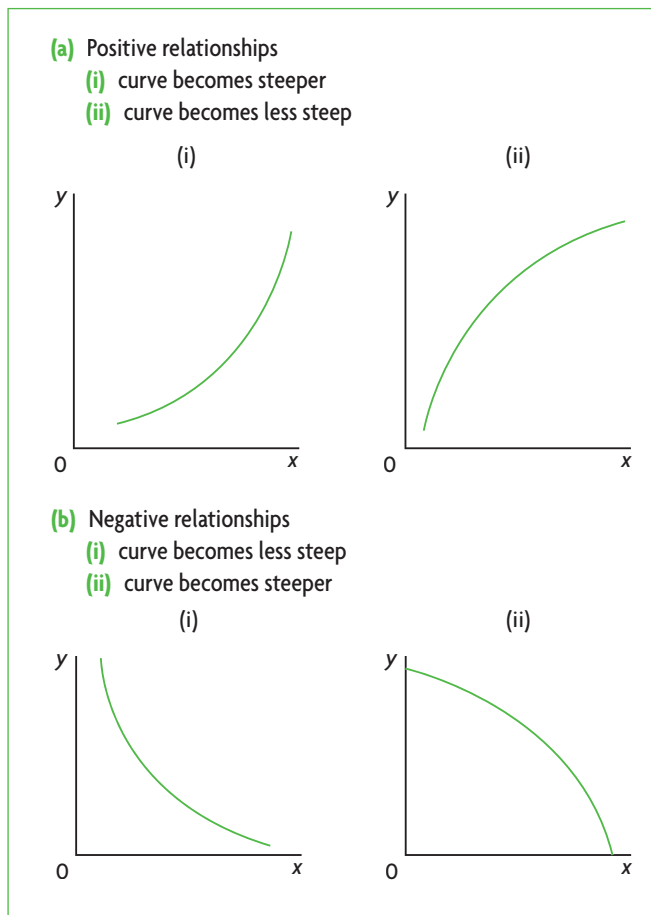 (a) Positive relationships
(i) curve becomes steeper
(ii) curve becomes less steep
(i) (ii)
y y
0 x 0 x
(b) Negative relationships
(i) curve becomes less steep
(ii) curve becomes steeper
(i) (ii)
y y
0 x 0 x